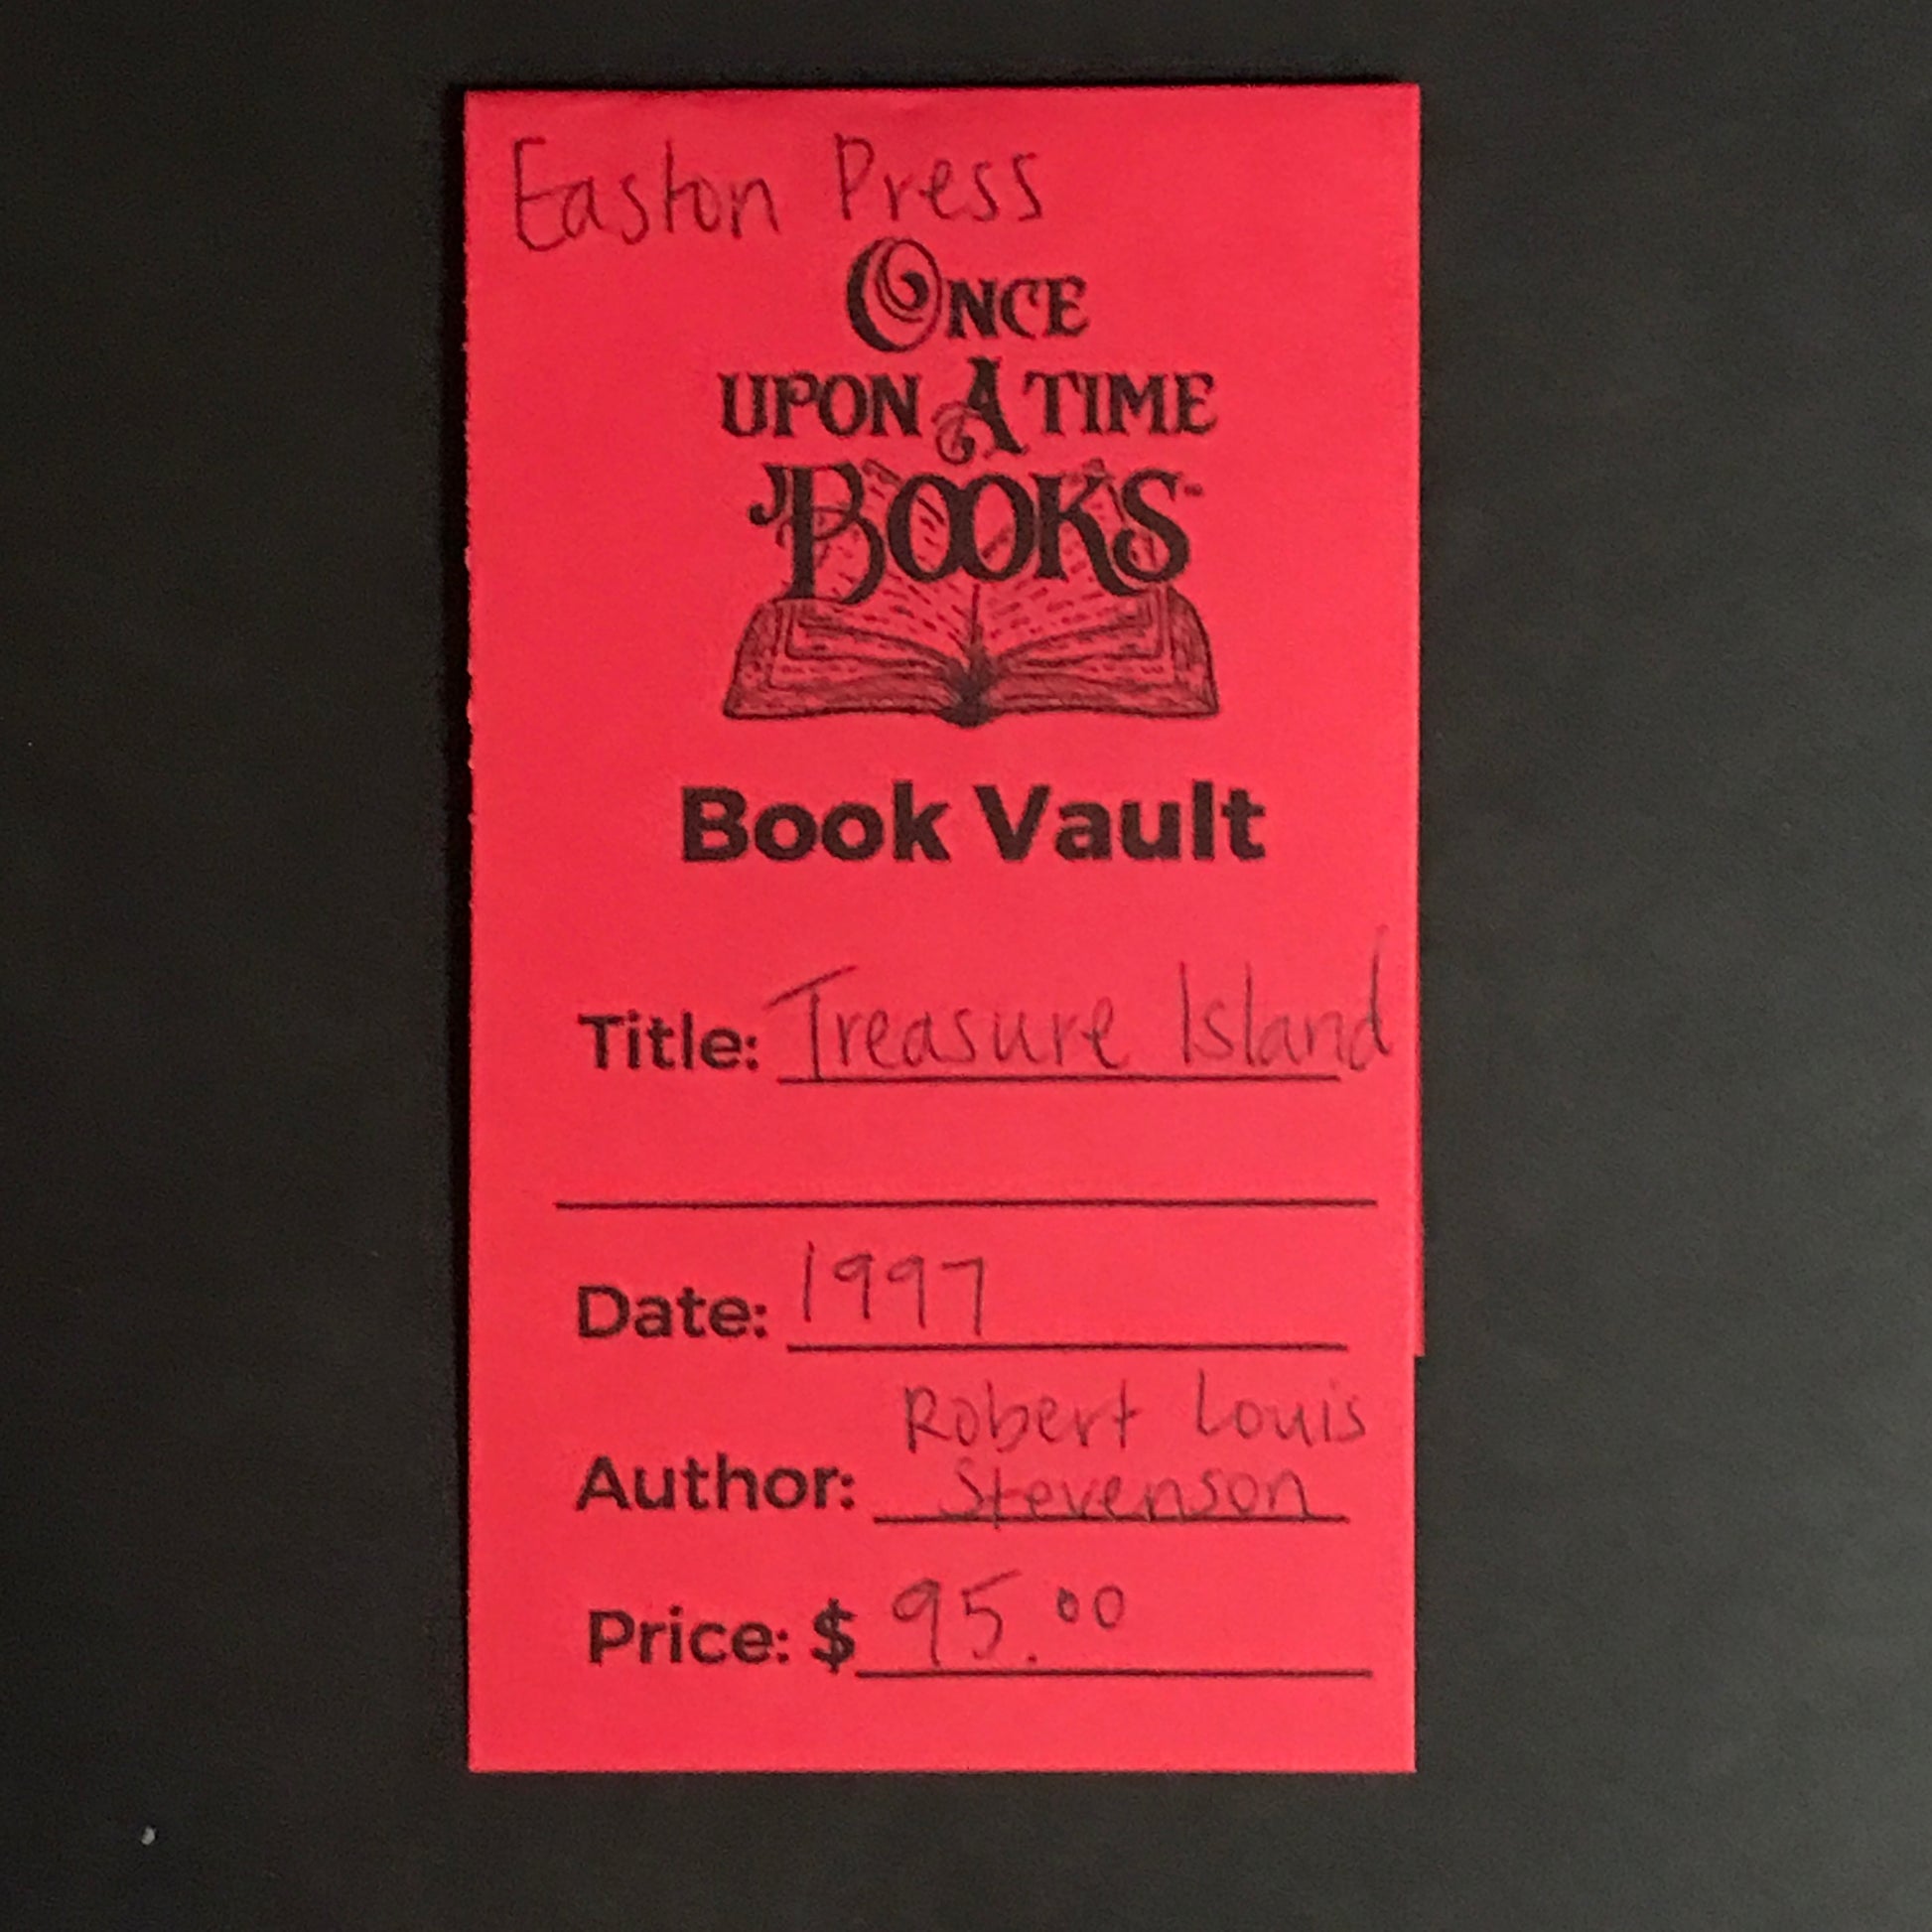 Easton Press
ONCE
UPON A TIME
BOOKS
Book Vault
Title: Treasure Island
Date: 1997
Robert Louis
Author: Stevenson
Price: $ 95.00